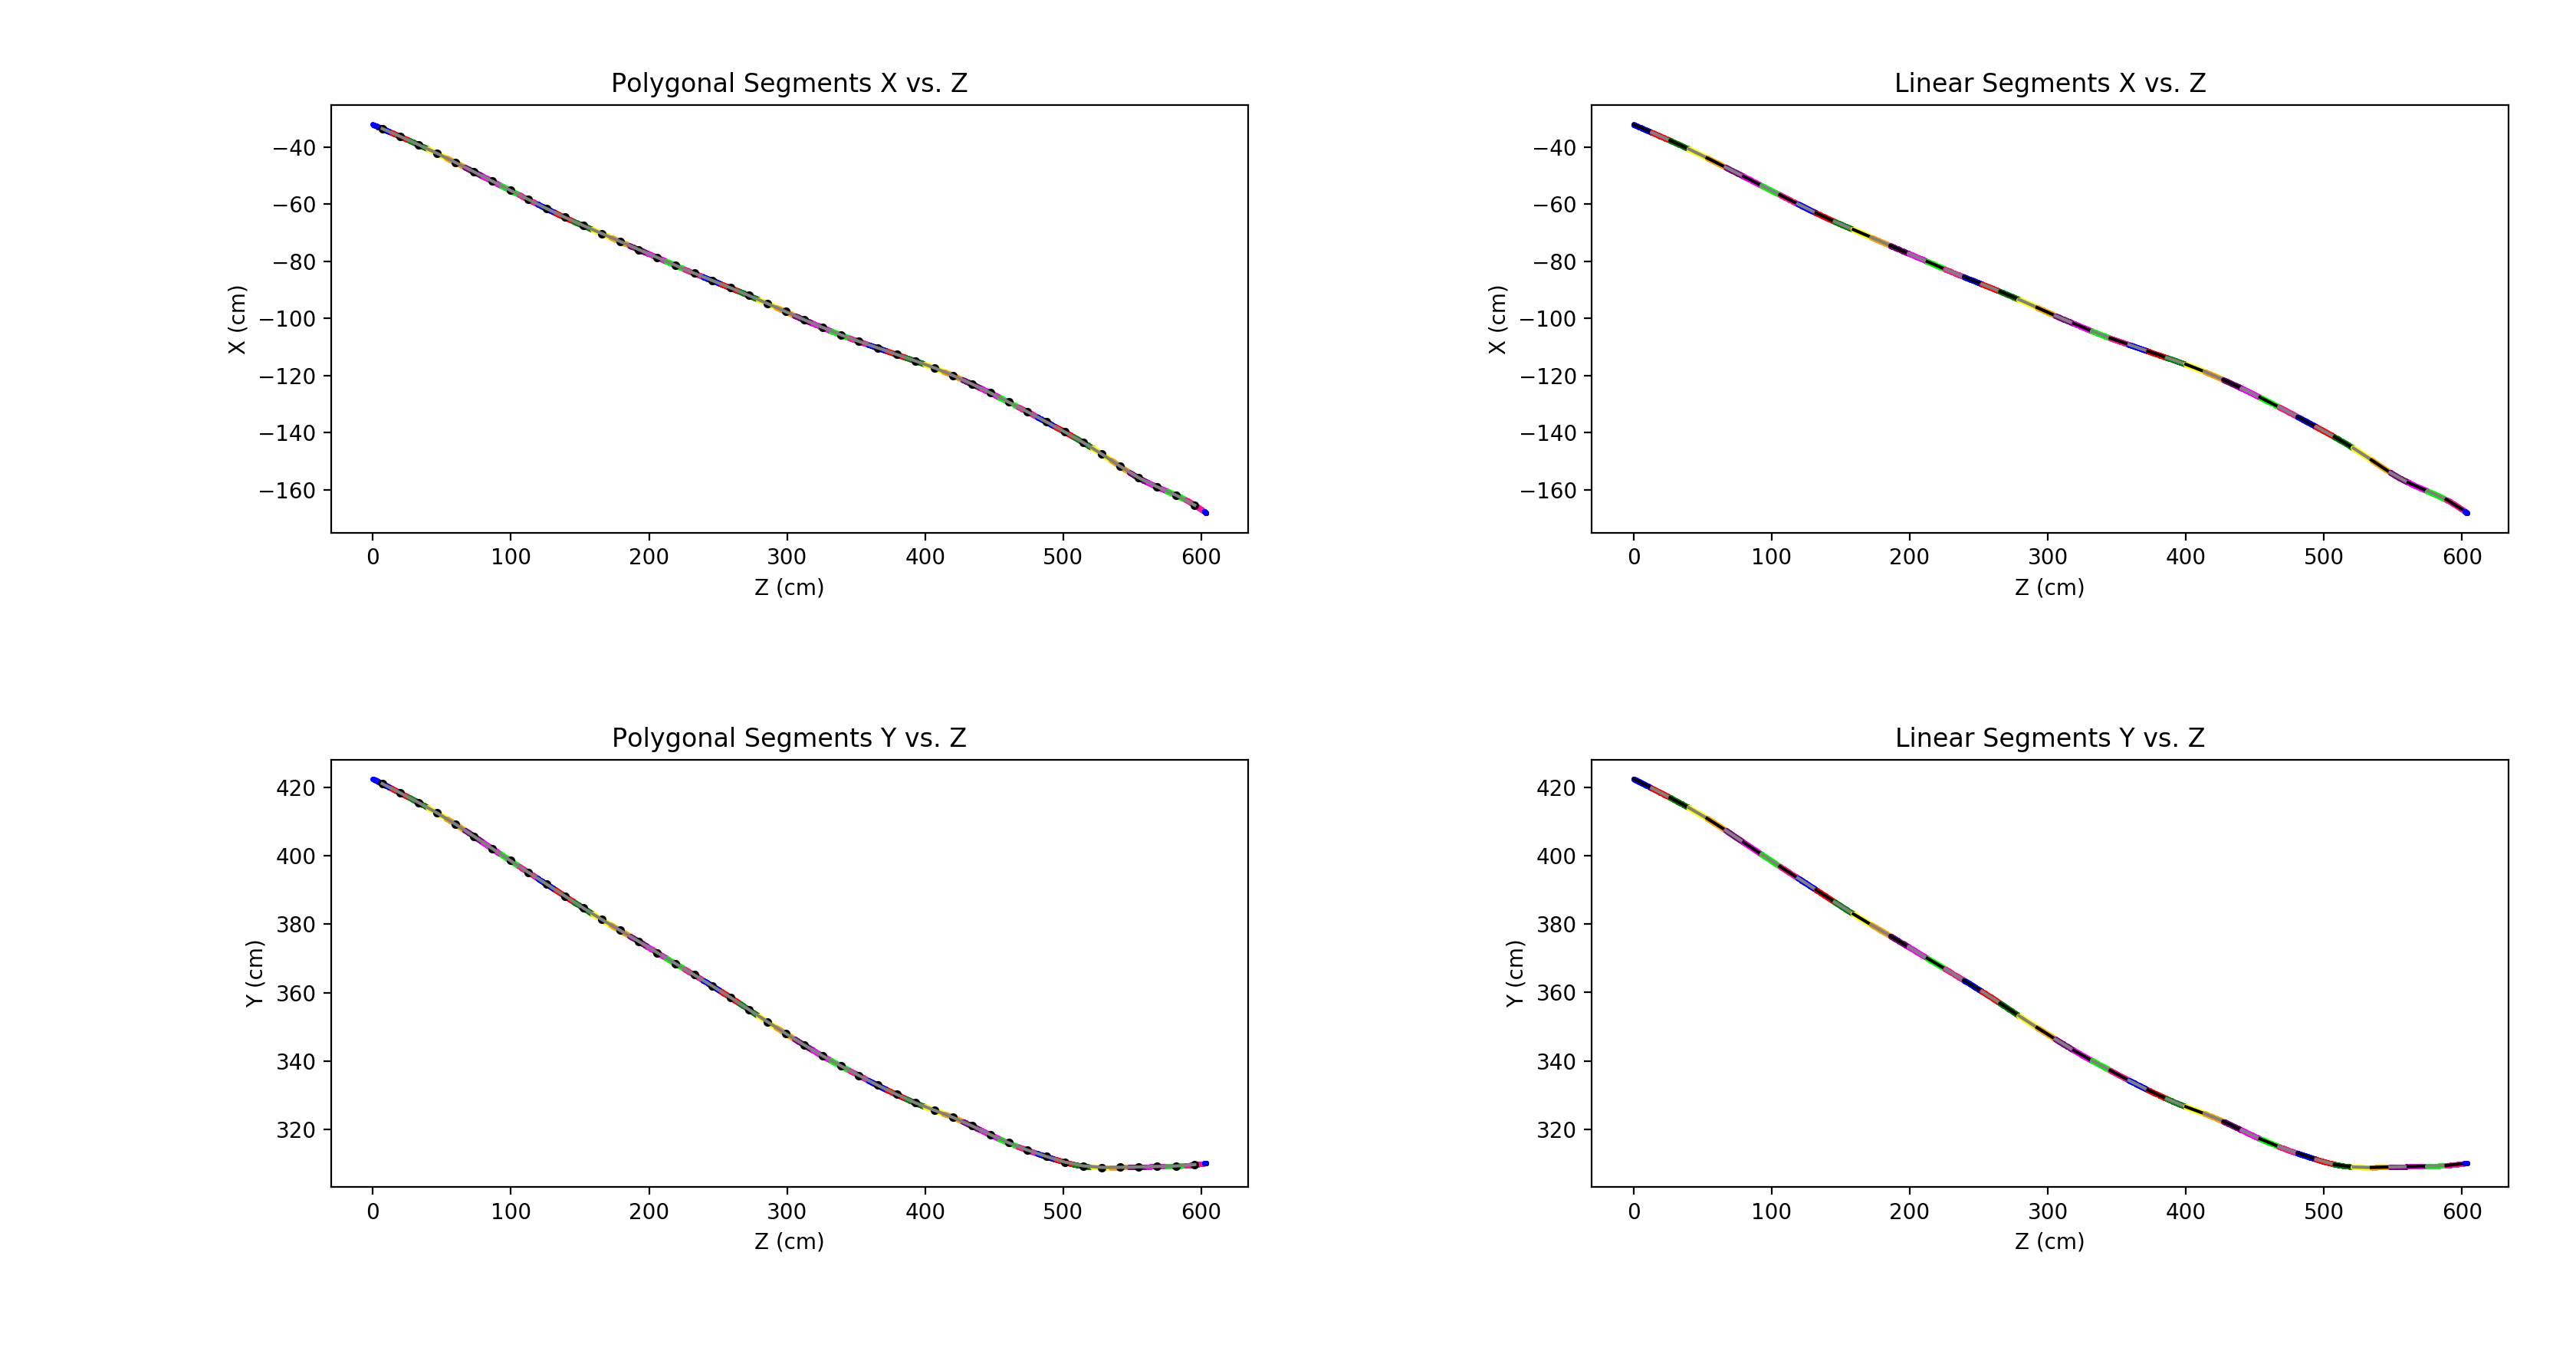 Polygonal Segments X vs. Z
−40
−60
−80
−100
−120
−140
−160
X (cm)
0 100 200 300 400 500 600
Z (cm)
Linear Segments X vs. Z
−40
−60
−80
−100
−120
−140
−160
X (cm)
0 100 200 300 400 500 600
Z (cm)
Polygonal Segments Y vs. Z
420
400
380
360
340
320
Y (cm)
0 100 200 300 400 500 600
Z (cm)
Linear Segments Y vs. Z
420
400
380
360
340
320
Y (cm)
0 100 200 300 400 500 600
Z (cm)